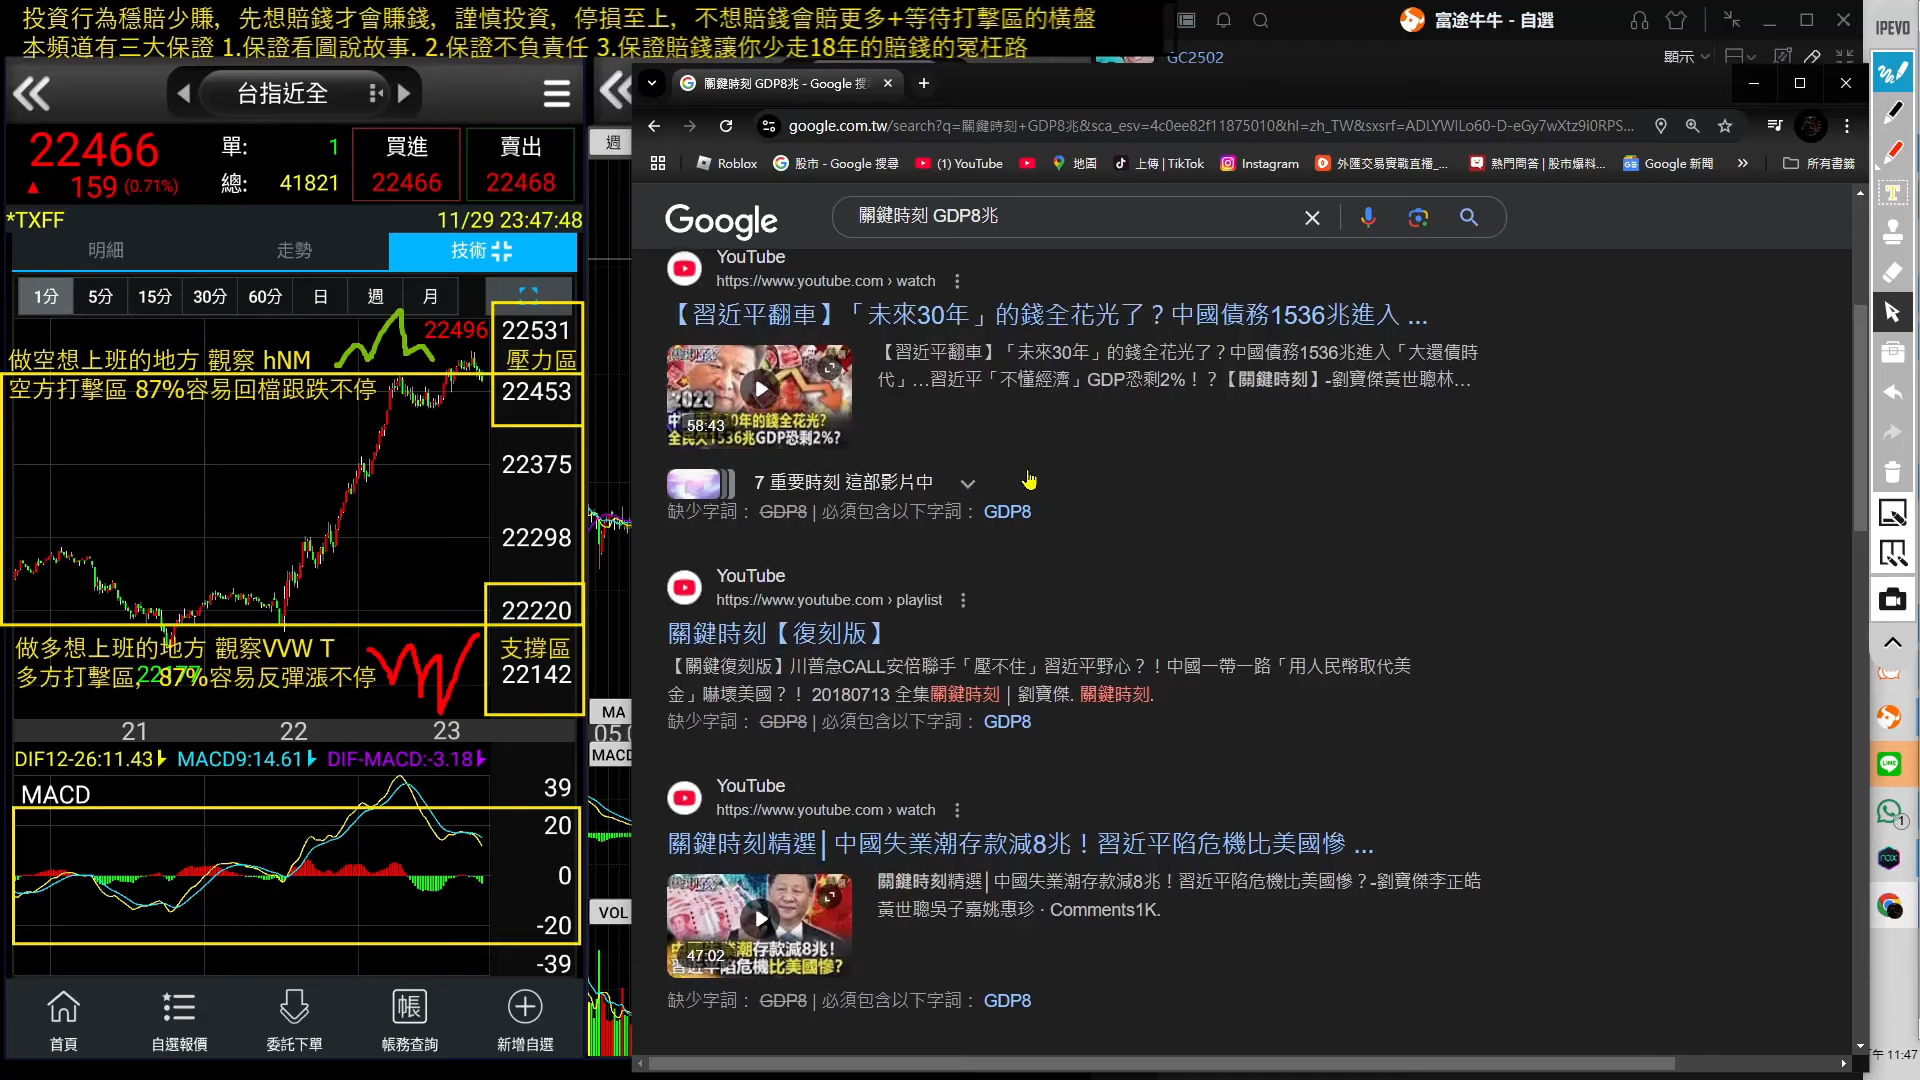 投資行為穩賠少賺，先想賠錢才會賺錢，謹慎投資，停損至上，不想賠錢會賠更多+等待打擊區的橫盤
本頻道有三大保證 1.保證看圖說故事. 2.保證不負責任 3.保證賠錢讓你少走18年的賠錢的冤枉路
富途牛牛 - 自選
IPEVO
GC2502
顯示
台指近全
22466
159 (0.71%)
單: 1
總: 41821
買進
22466
賣出
22468
*TXFF
11/29 23:47:48
明細
走勢
技術
1分
5分
15分
30分
60分
日
週
月
22496
22531
壓力區
做空想上班的地方 觀察 hNM
空方打擊區 87%容易回檔跟跌不停
22453
22375
22298
22220
做多想上班的地方 觀察VVW T
支撐區
多方打擊區, 87%容易反彈漲不停
22177
22142
21
22
23
DIF12-26:11.43
MACD9:14.61
DIF-MACD:-3.18
MACD
39
20
0
-20
-39
首頁
自選報價
委託下單
帳
帳務查詢
新增自選
週
MA
MACD
VOL
關鍵時刻 GDP8兆 - Google 搜
google.com.tw/search?q=關鍵時刻+GDP8兆&sca_esv=4c0ee82f11875010&hl=zh_TW&sxsrf=ADLYWILo60-D-eGy7wXtz9i0RPS...
Roblox
股市 - Google 搜尋
(1) YouTube
地圖
上傳 | TikTok
Instagram
外匯交易實戰直播_...
熱門問答 | 股市爆料...
Google 新聞
所有書籤
Google
關鍵時刻 GDP8兆
YouTube
https://www.youtube.com › watch
【習近平翻車】「未來30年」的錢全花光了？中國債務1536兆進入 ...
【習近平翻車】「未來30年」的錢全花光了？中國債務1536兆進入「大還債時
代」...習近平「不懂經濟」GDP恐剩2%！？【關鍵時刻】-劉寶傑黃世聰林...
2023
58:43
全民欠1536兆GDP恐剩2%?
7 重要時刻 這部影片中
缺少字詞： GDP8 | 必須包含以下字詞： GDP8
YouTube
https://www.youtube.com › playlist
關鍵時刻【復刻版】
【關鍵復刻版】川普急CALL安倍聯手「壓不住」習近平野心？！中國一帶一路「用人民幣取代美
金」嚇壞美國？！ 20180713 全集關鍵時刻｜劉寶傑. 關鍵時刻.
缺少字詞： GDP8 | 必須包含以下字詞： GDP8
YouTube
https://www.youtube.com › watch
關鍵時刻精選│中國失業潮存款減8兆！習近平陷危機比美國慘 ...
關鍵時刻精選│中國失業潮存款減8兆！習近平陷危機比美國慘？-劉寶傑李正皓
黃世聰吳子嘉姚惠珍 · Comments1K.
47:02
缺少字詞： GDP8 | 必須包含以下字詞： GDP8
LINE
1
nox
午 11:47